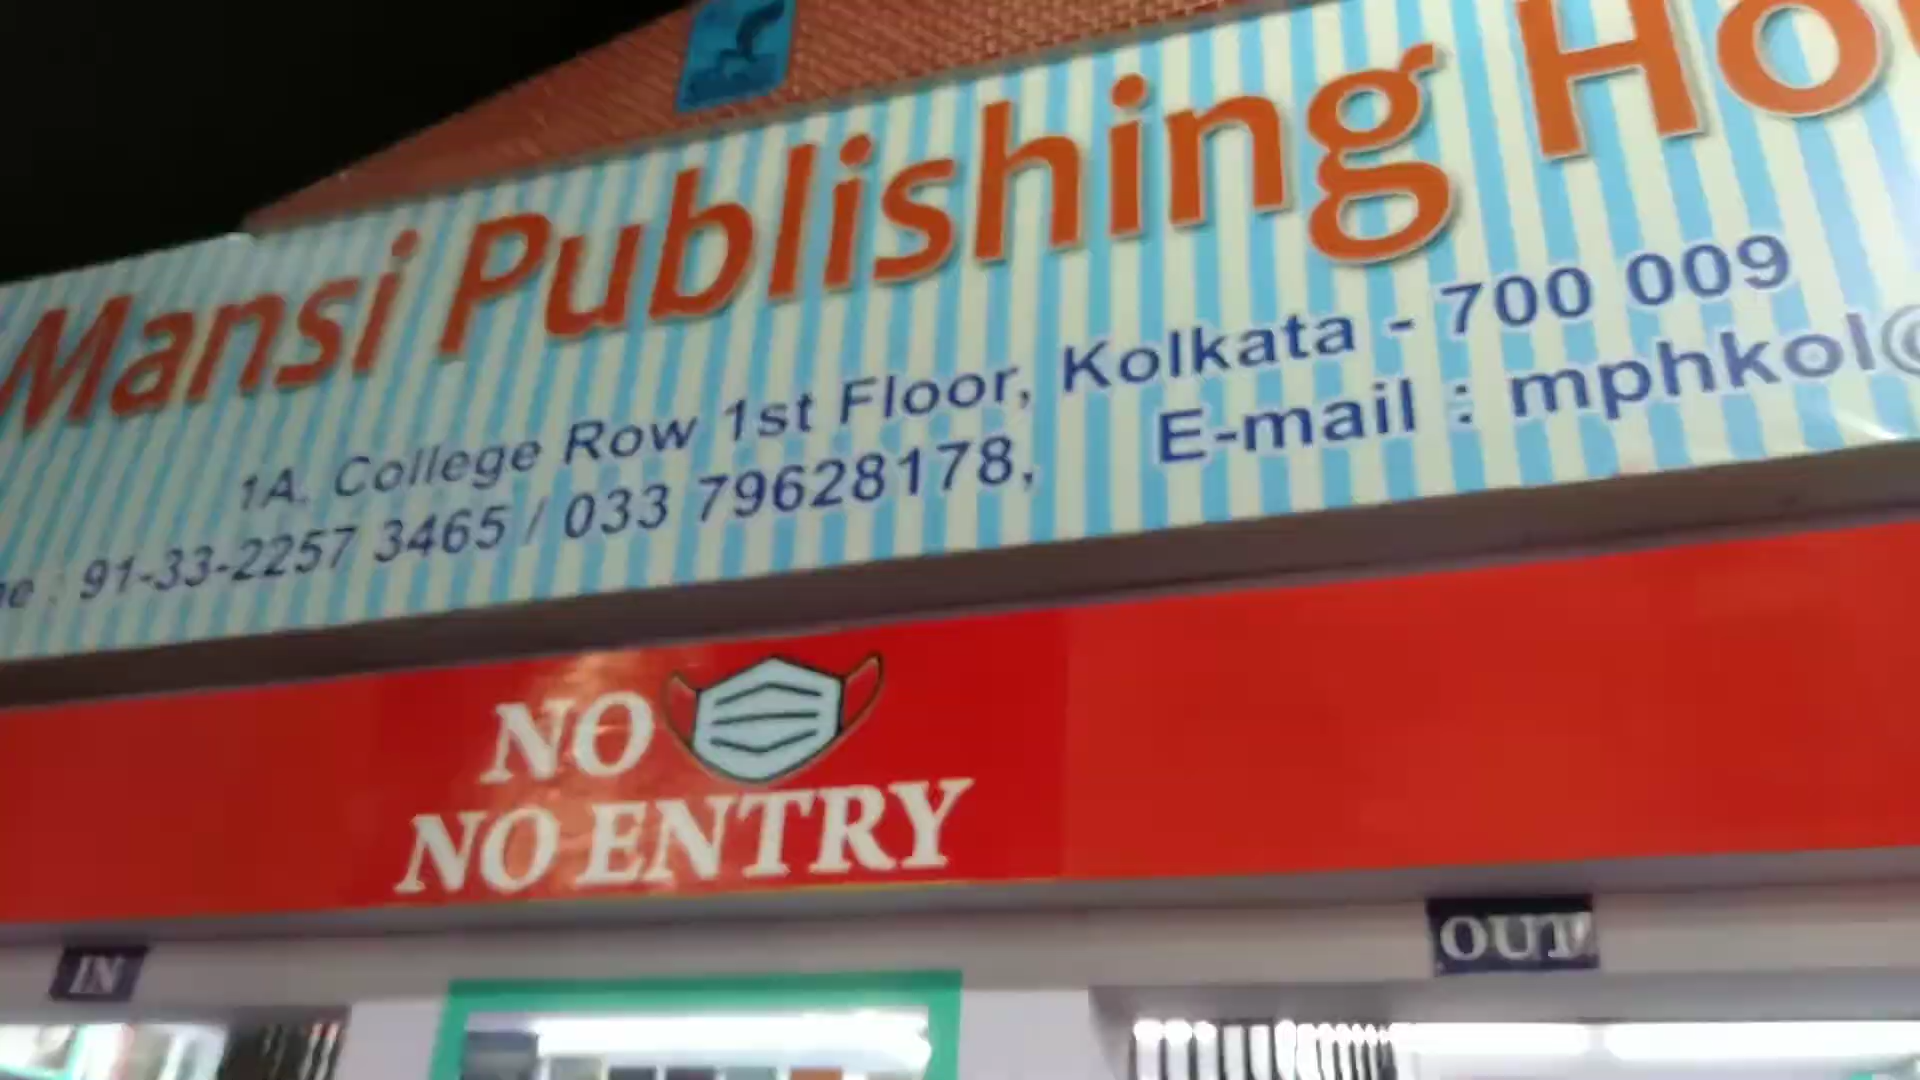 Mansi Publishing Ho
1A, College Row 1st Floor, Kolkata - 700 009
: 91-33-2257 3465 / 033 79628178, E-mail : mphkol@
NO
NO ENTRY
IN
OUT